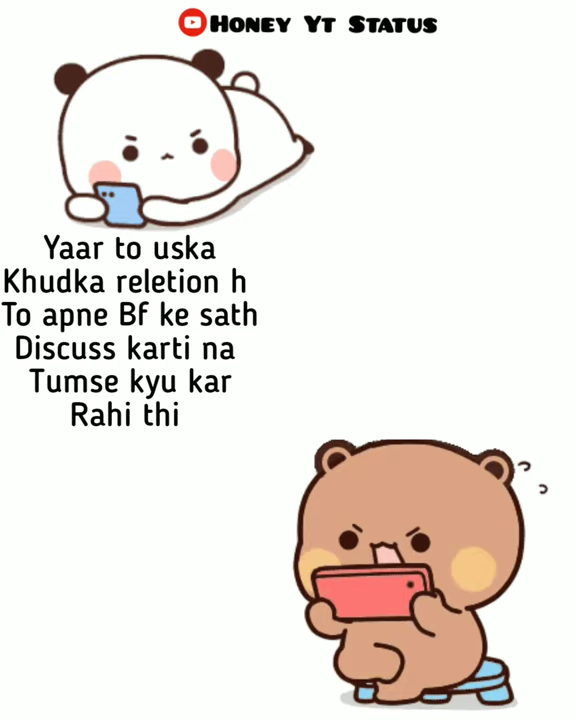 Honey Yt Status
Yaar to uska
Khudka reletion h
To apne Bf ke sath
Discuss karti na
Tumse kyu kar
Rahi thi